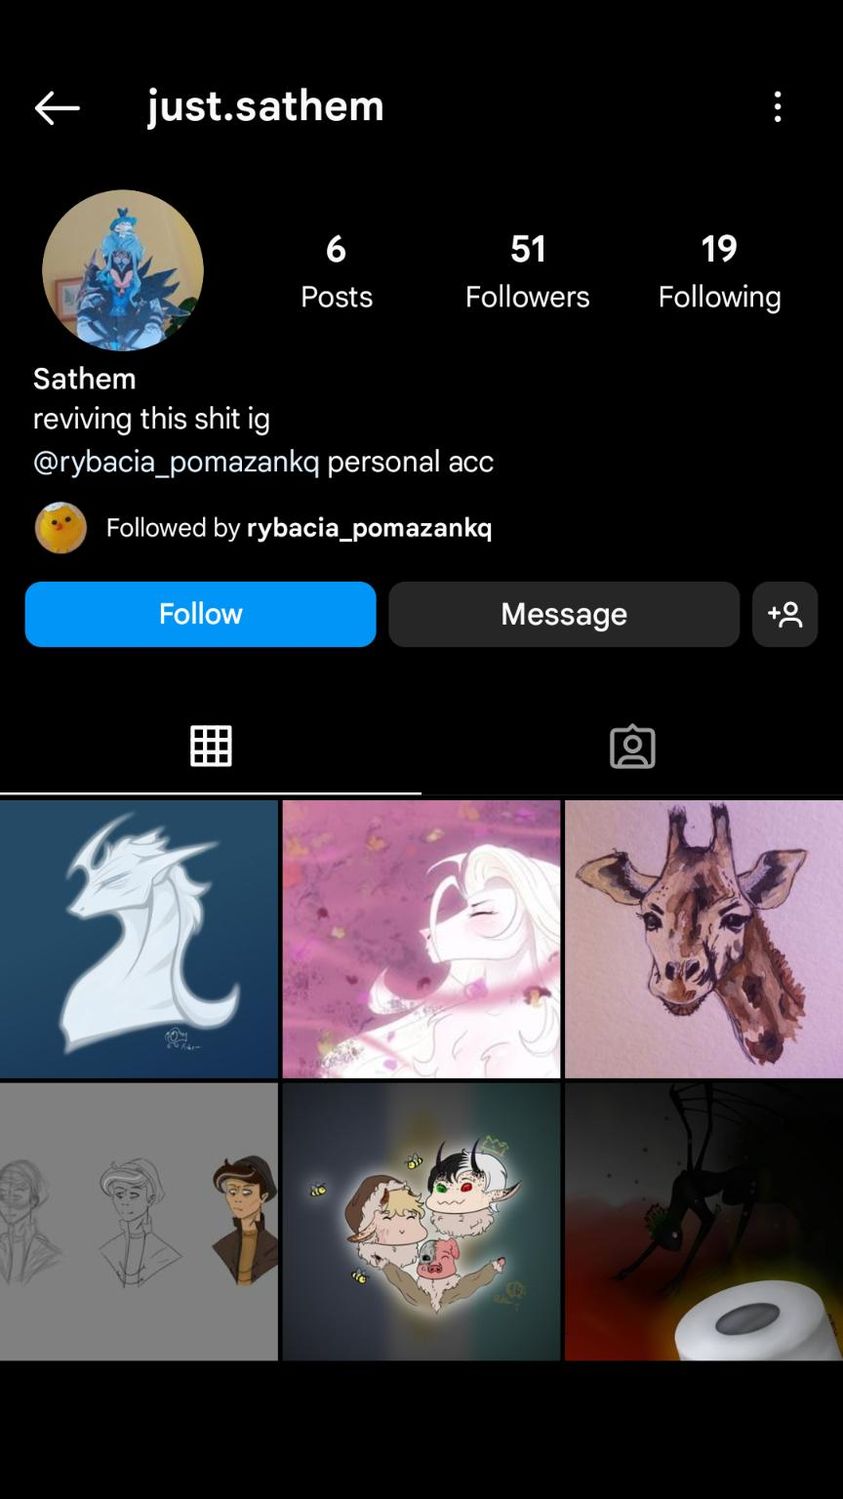 just.sathem
6 51 19
Posts Followers Following
Sathem
reviving this shit ig
@rybacia_pomazankq personal acc
Followed by rybacia_pomazankq
Follow Message